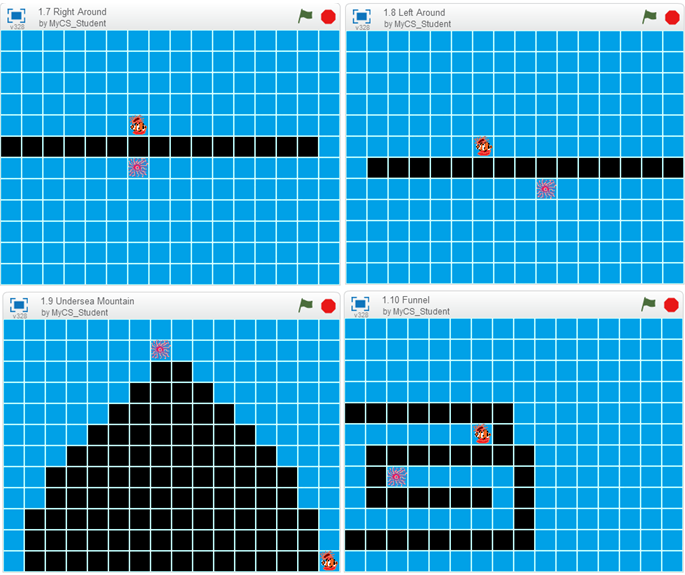 1.7 Right Around
by MyCS_Student
v328
1.8 Left Around
by MyCS_Student
v328
1.9 Undersea Mountain
by MyCS_Student
v328
1.10 Funnel
by MyCS_Student
v328